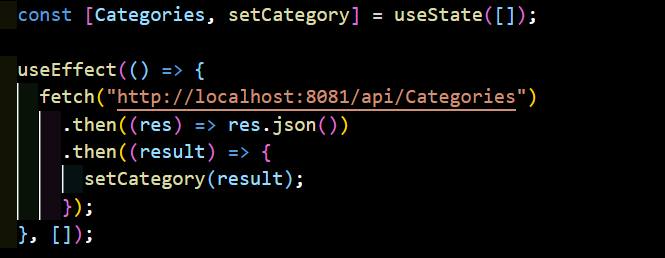 const [Categories, setCategory] = useState([]);
useEffect(() => {
fetch("http://localhost:8081/api/Categories")
.then((res) => res.json())
.then((result) => {
setCategory(result);
});
}, []);